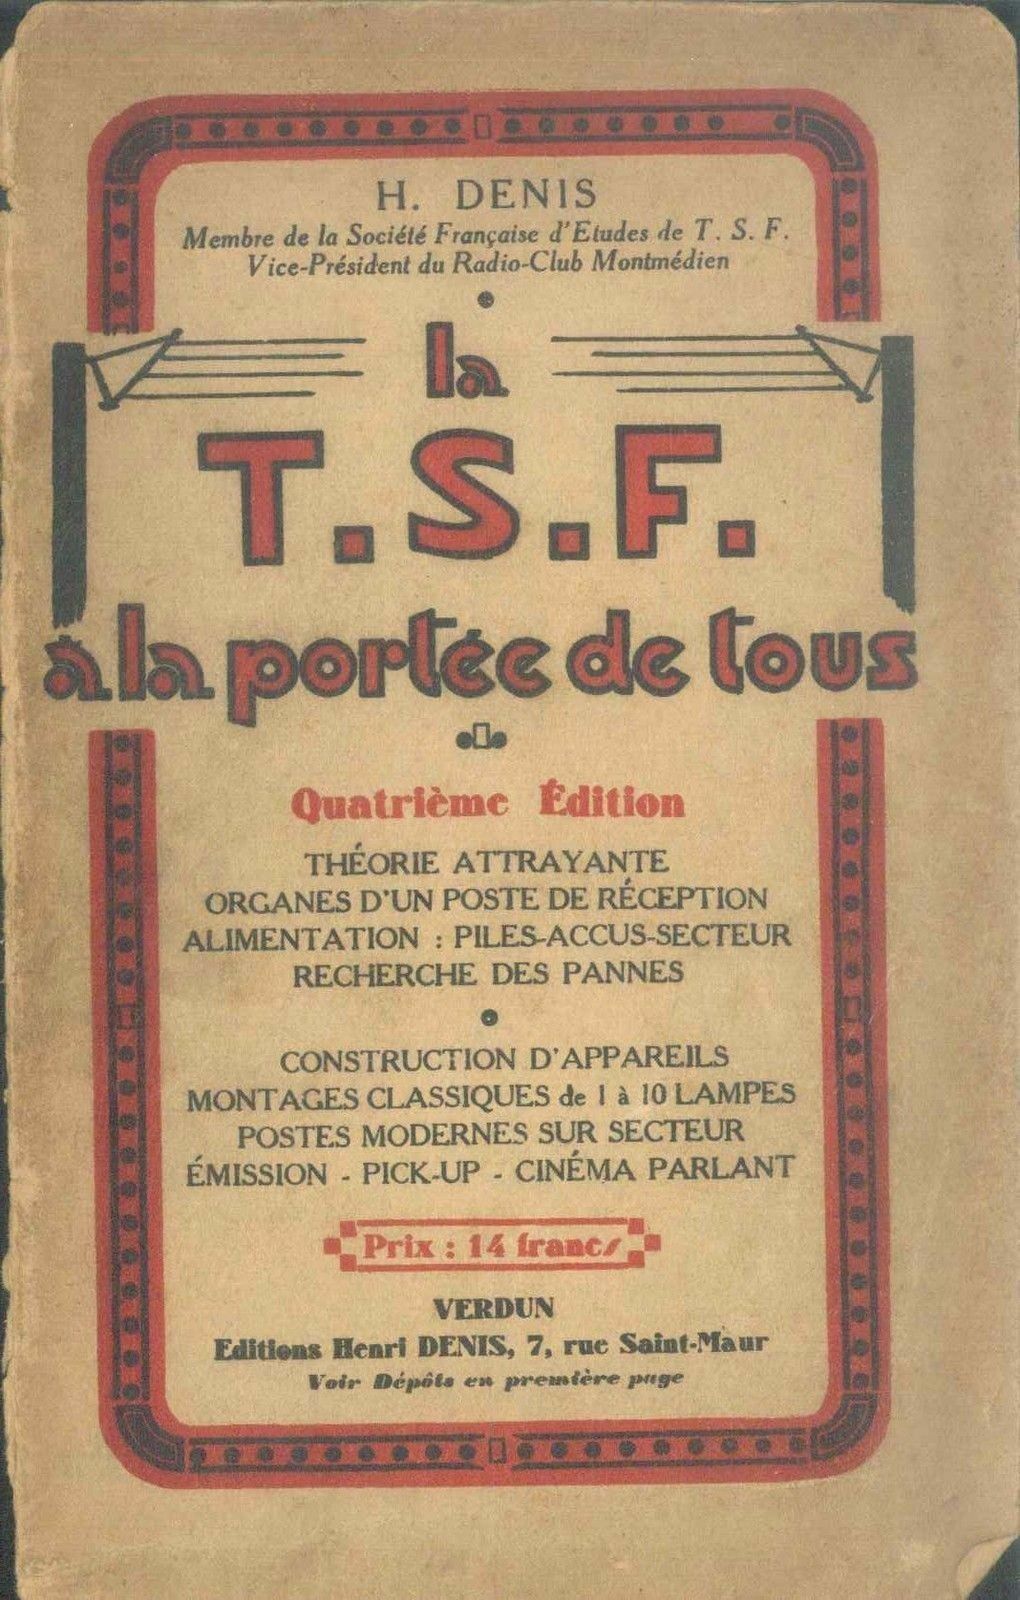 H. DENIS
Membre de la Société Française d'Etudes de T. S. F.
Vice-Président du Radio-Club Montmédien
la
T.S.F.
à la portée de tous
Quatrième Édition
THÉORIE ATTRAYANTE
ORGANES D'UN POSTE DE RÉCEPTION
ALIMENTATION : PILES-ACCUS-SECTEUR
RECHERCHE DES PANNES
CONSTRUCTION D'APPAREILS
MONTAGES CLASSIQUES de 1 à 10 LAMPES
POSTES MODERNES SUR SECTEUR
ÉMISSION - PICK-UP - CINÉMA PARLANT
Prix : 14 francs
VERDUN
Editions Henri DENIS, 7, rue Saint-Maur
Voir Dépôts en première page